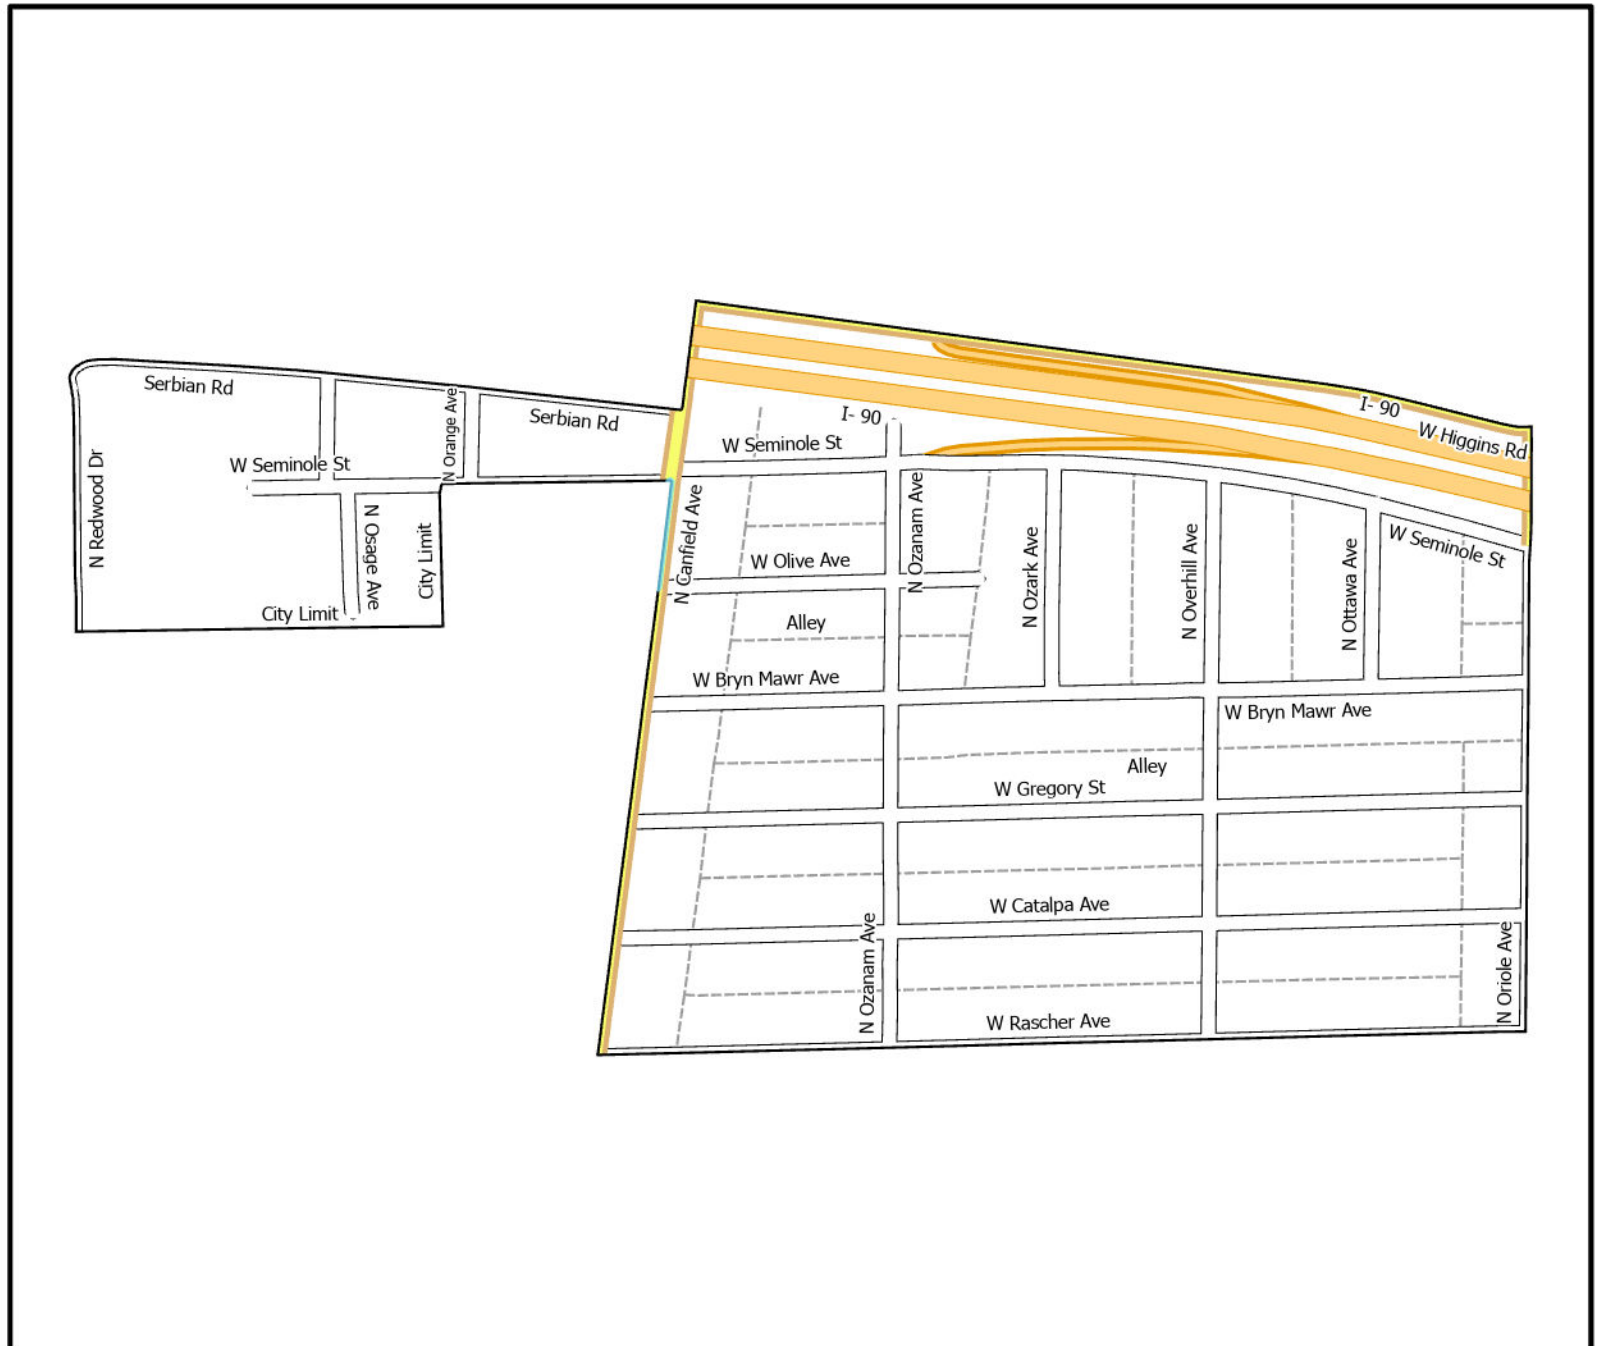 Serbian Rd
N Orange Ave
Serbian Rd
I- 90
I- 90
W Higgins Rd
W Seminole St
W Seminole St
N Redwood Dr
N Osage Ave
City Limit
City Limit
N Canfield Ave
N Ozanam Ave
W Olive Ave
N Ozark Ave
N Overhill Ave
N Ottawa Ave
W Seminole St
Alley
W Bryn Mawr Ave
W Bryn Mawr Ave
Alley
W Gregory St
W Catalpa Ave
N Ozanam Ave
N Oriole Ave
W Rascher Ave